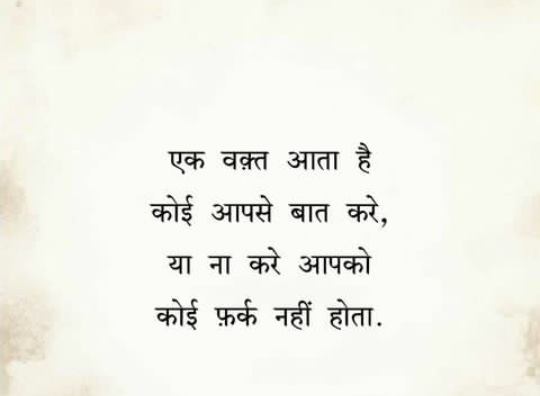 एक वक़्त आता है
कोई आपसे बात करे,
या ना करे आपको
कोई फ़र्क नहीं होता.